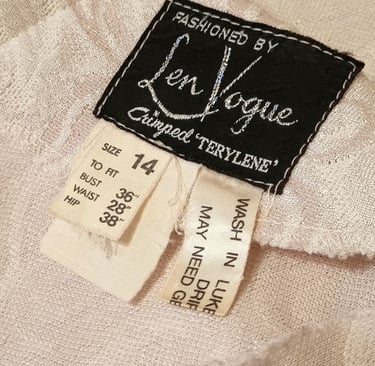 FASHIONED BY
Len Vogue
Crimped 'TERYLENE'
SIZE 14
TO FIT
BUST 36"
WAIST 28"
HIP 38"
WASH IN LUKE
DRI
MAY NEED GE